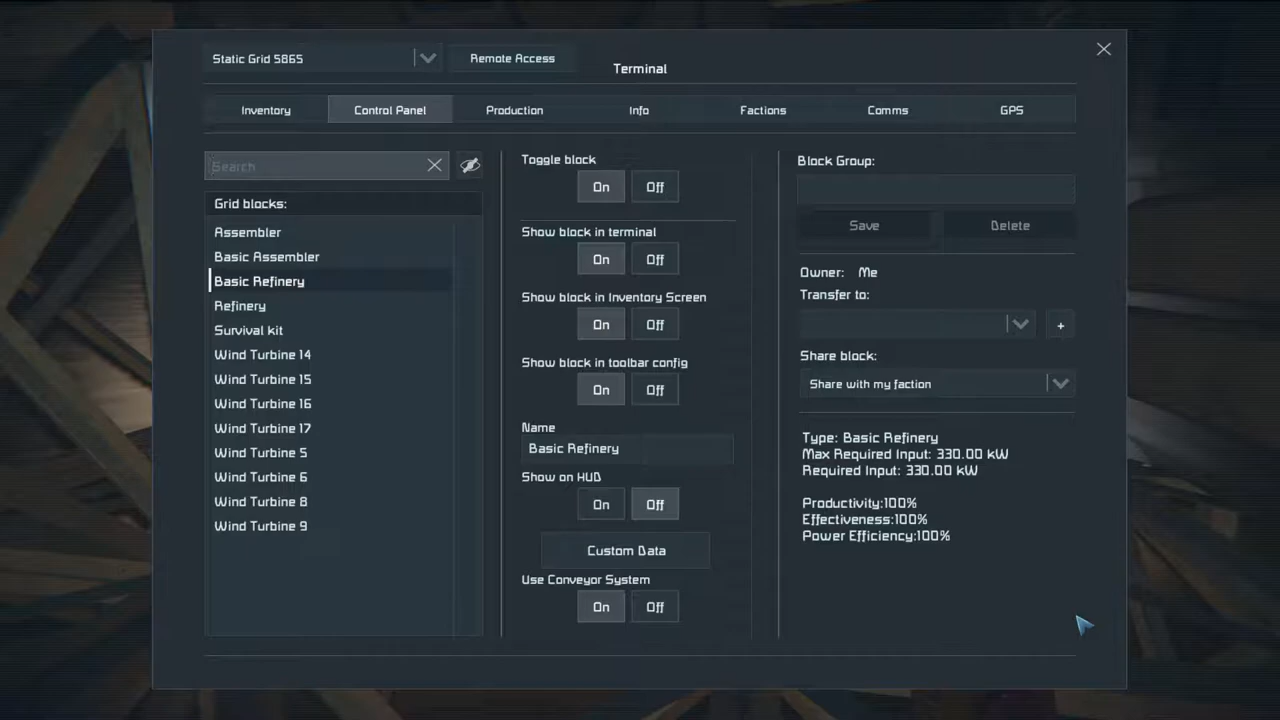 Static Grid 5865
Remote Access
Terminal
Inventory
Control Panel
Production
Info
Factions
Comms
GPS
Search
Grid blocks:
Assembler
Basic Assembler
Basic Refinery
Refinery
Survival kit
Wind Turbine 14
Wind Turbine 15
Wind Turbine 16
Wind Turbine 17
Wind Turbine 5
Wind Turbine 6
Wind Turbine 8
Wind Turbine 9
Toggle block
On Off
Show block in terminal
On Off
Show block in Inventory Screen
On Off
Show block in toolbar config
On Off
Name
Basic Refinery
Show on HUD
On Off
Custom Data
Use Conveyor System
On Off
Block Group:
Save Delete
Owner: Me
Transfer to:
+
Share block:
Share with my faction
Type: Basic Refinery
Max Required Input: 330.00 kW
Required Input: 330.00 kW
Productivity:100%
Effectiveness:100%
Power Efficiency:100%